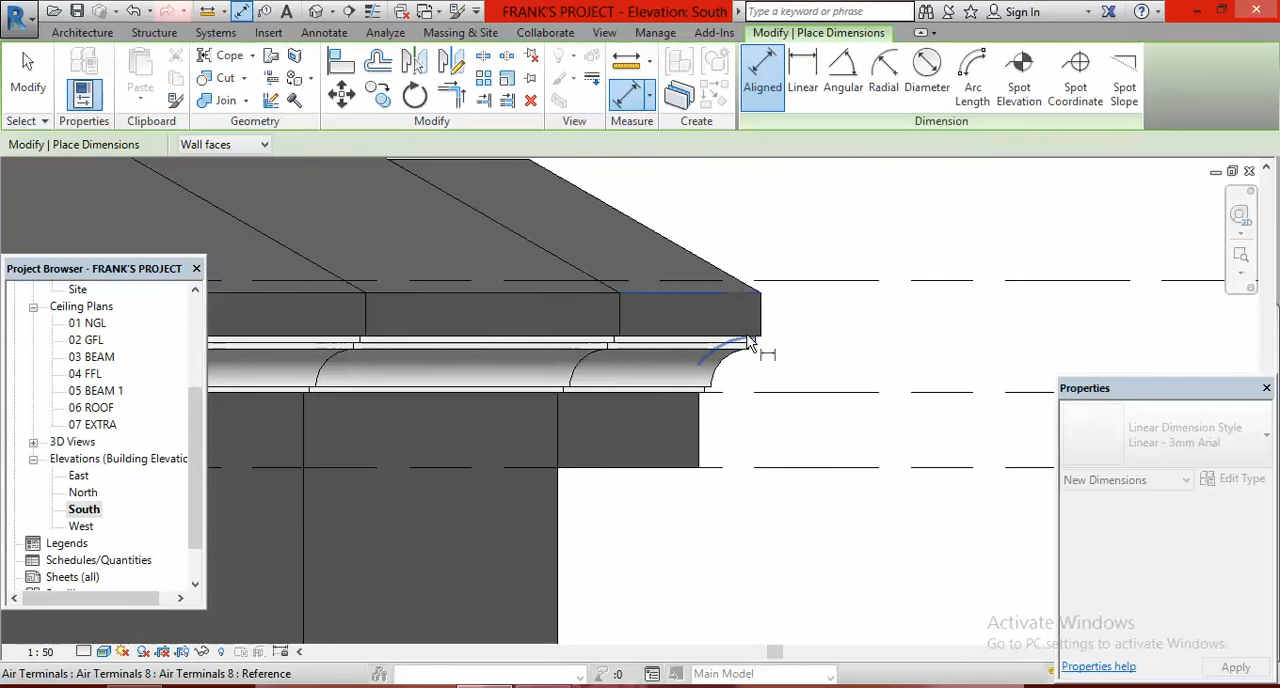 FRANK'S PROJECT - Elevation: South
Type a keyword or phrase
Sign In
Architecture Structure Systems Insert Annotate Analyze Massing & Site Collaborate View Manage Add-Ins Modify | Place Dimensions
Modify
Paste
Cope
Cut
Join
Aligned Linear Angular Radial Diameter Arc Length Spot Elevation Spot Coordinate Spot Slope
Select Properties Clipboard Geometry Modify View Measure Create Dimension
Modify | Place Dimensions Wall faces
Project Browser - FRANK'S PROJECT
Site
Ceiling Plans
01 NGL
02 GFL
03 BEAM
04 FFL
05 BEAM 1
06 ROOF
07 EXTRA
3D Views
Elevations (Building Elevatic
East
North
South
West
Legends
Schedules/Quantities
Sheets (all)
Properties
Linear Dimension Style
Linear - 3mm Arial
New Dimensions Edit Type
Activate Windows
Go to PC settings to activate Windows.
Properties help Apply
1 : 50
Air Terminals : Air Terminals 8 : Air Terminals 8 : Reference
:0
Main Model